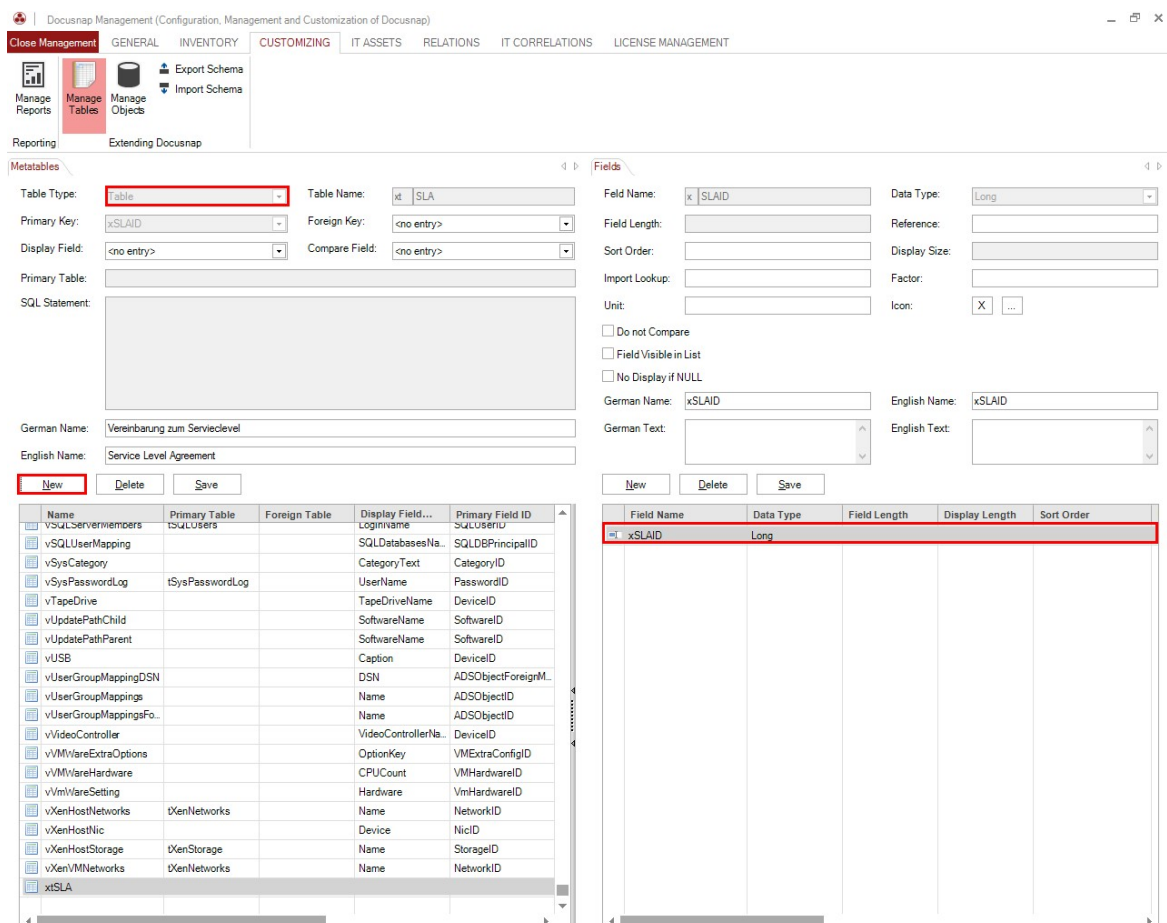 Docusnap Management (Configuration, Management and Customization of Docusnap)
Close Management GENERAL INVENTORY CUSTOMIZING IT ASSETS RELATIONS IT CORRELATIONS LICENSE MANAGEMENT
Manage Reports
Manage Tables
Manage Objects
Export Schema
Import Schema
Reporting Extending Docusnap
Metatables
Table Ttype: Table Table Name: xt SLA
Primary Key: xSLAID Foreign Key: <no entry>
Display Field: <no entry> Compare Field: <no entry>
Primary Table:
SQL Statement:
German Name: Vereinbarung zum Servieclevel
English Name: Service Level Agreement
New Delete Save
Name Primary Table Foreign Table Display Field... Primary Field ID
vSQLServerMembers tSQLUsers LoginName SQLUserID
vSQLUserMapping SQLDatabasesNa... SQLDBPrincipalID
vSysCategory CategoryText CategoryID
vSysPasswordLog tSysPasswordLog UserName PasswordID
vTapeDrive TapeDriveName DeviceID
vUpdatePathChild SoftwareName SoftwareID
vUpdatePathParent SoftwareName SoftwareID
vUSB Caption DeviceID
vUserGroupMappingDSN DSN ADSObjectForeignM...
vUserGroupMappings Name ADSObjectID
vUserGroupMappingsFo... Name ADSObjectID
vVideoController VideoControllerNa... DeviceID
vVMWareExtraOptions OptionKey VMExtraConfigID
vVMWareHardware CPUCount VMHardwareID
vVmWareSetting Hardware VmHardwareID
vXenHostNetworks tXenNetworks Name NetworkID
vXenHostNic Device NicID
vXenHostStorage tXenStorage Name StorageID
vXenVMNetworks tXenNetworks Name NetworkID
xtSLA
Fields
Feld Name: x SLAID Data Type: Long
Field Length: Reference:
Sort Order: Display Size:
Import Lookup: Factor:
Unit: Icon: X ...
Do not Compare
Field Visible in List
No Display if NULL
German Name: xSLAID English Name: xSLAID
German Text: English Text:
New Delete Save
Field Name Data Type Field Length Display Length Sort Order
xSLAID Long